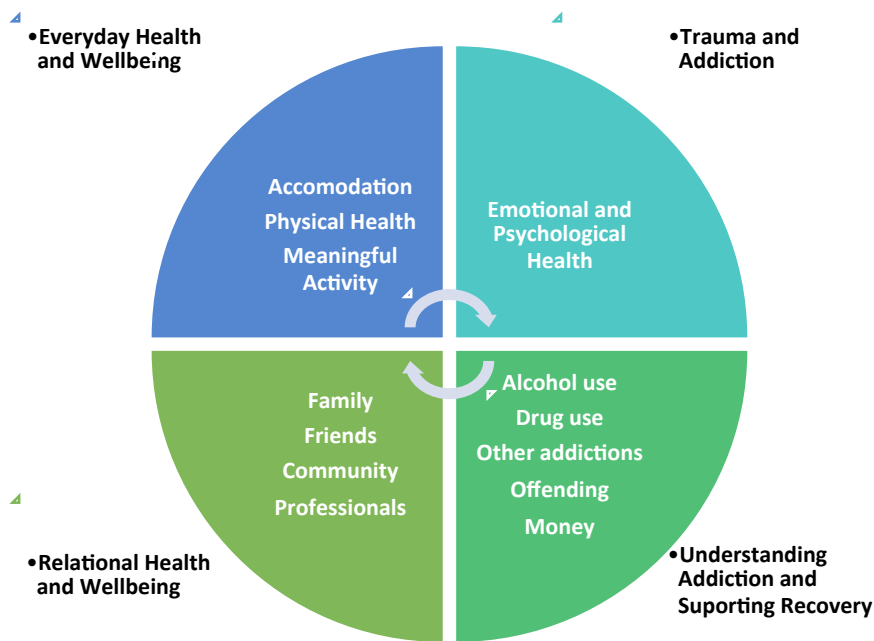 •Everyday Health
and Wellbeing
•Trauma and
Addiction
Accomodation
Physical Health
Meaningful
Activity
Emotional and
Psychological
Health
Family
Friends
Community
Professionals
Alcohol use
Drug use
Other addictions
Offending
Money
•Relational Health
and Wellbeing
•Understanding
Addiction and
Suporting Recovery